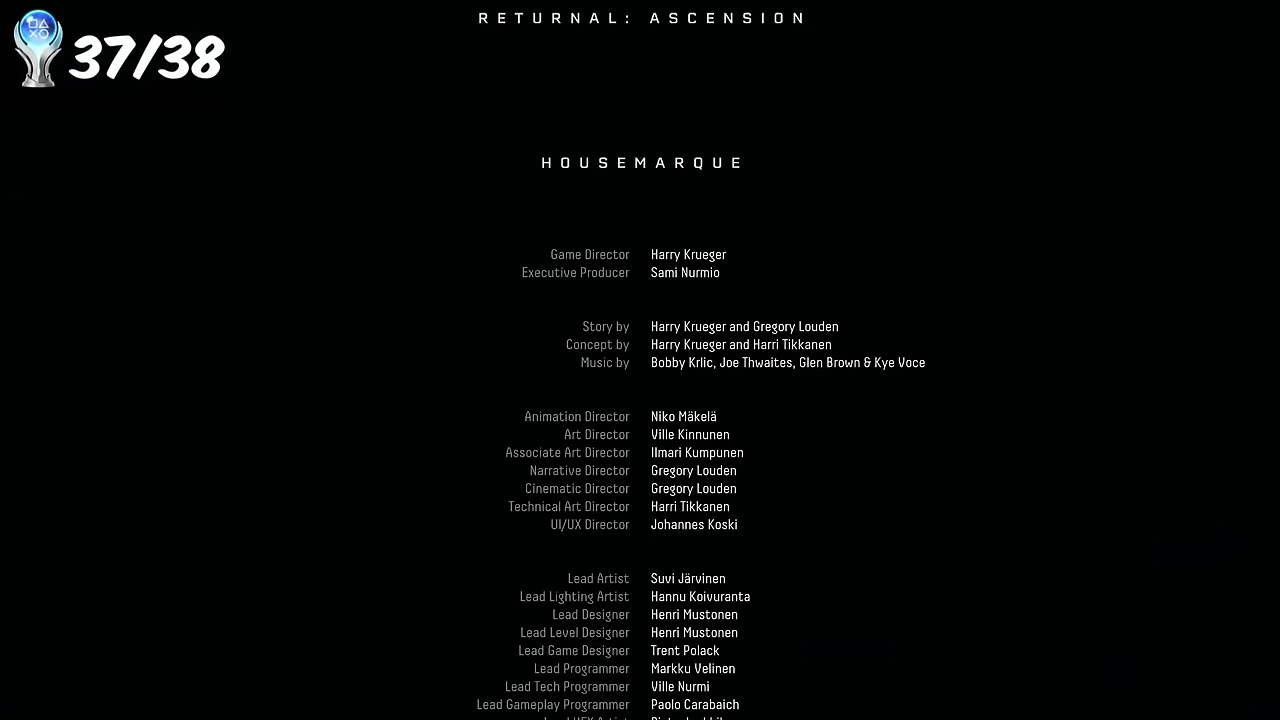 RETURNAL: ASCENSION
37/38
HOUSEMARQUE
Game Director Harry Krueger
Executive Producer Sami Nurmio
Story by Harry Krueger and Gregory Louden
Concept by Harry Krueger and Harri Tikkanen
Music by Bobby Krlic, Joe Thwaites, Glen Brown & Kye Voce
Animation Director Niko Mäkelä
Art Director Ville Kinnunen
Associate Art Director Ilmari Kumpunen
Narrative Director Gregory Louden
Cinematic Director Gregory Louden
Technical Art Director Harri Tikkanen
UI/UX Director Johannes Koski
Lead Artist Suvi Järvinen
Lead Lighting Artist Hannu Koivuranta
Lead Designer Henri Mustonen
Lead Level Designer Henri Mustonen
Lead Game Designer Trent Polack
Lead Programmer Markku Velinen
Lead Tech Programmer Ville Nurmi
Lead Gameplay Programmer Paolo Carabaich